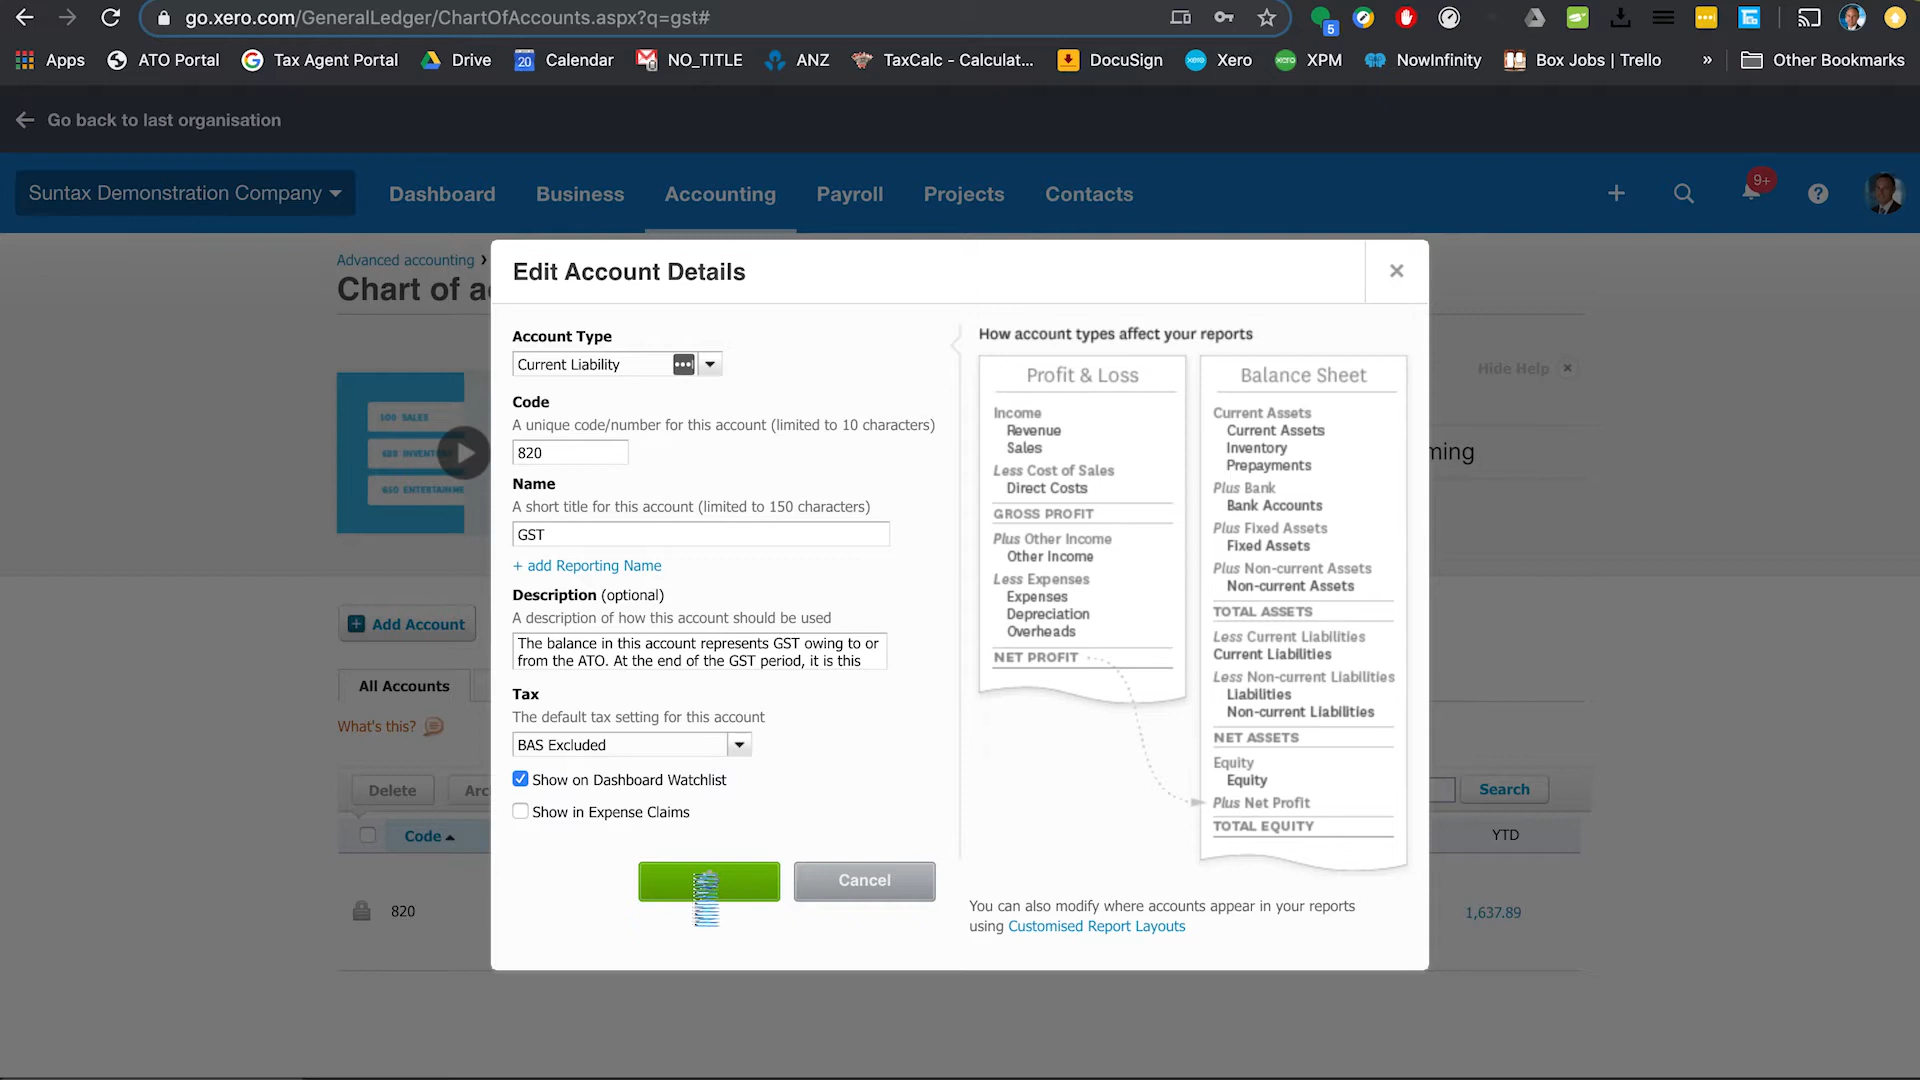 go.xero.com/GeneralLedger/ChartOfAccounts.aspx?q=gst#
5
Apps
ATO Portal
Tax Agent Portal
Drive
20
Calendar
NO_TITLE
ANZ
TaxCalc - Calculat...
DocuSign
Xero
XPM
NowInfinity
Box Jobs | Trello
»
Other Bookmarks
Go back to last organisation
Suntax Demonstration Company
Dashboard
Business
Accounting
Payroll
Projects
Contacts
9+
Advanced accounting ›
Chart of a
Edit Account Details
Account Type
Current Liability
Code
A unique code/number for this account (limited to 10 characters)
820
Name
A short title for this account (limited to 150 characters)
GST
+ add Reporting Name
Description (optional)
A description of how this account should be used
The balance in this account represents GST owing to or
from the ATO. At the end of the GST period, it is this
Tax
The default tax setting for this account
BAS Excluded
Show on Dashboard Watchlist
Show in Expense Claims
Cancel
How account types affect your reports
Profit & Loss
Income
Revenue
Sales
Less Cost of Sales
Direct Costs
GROSS PROFIT
Plus Other Income
Other Income
Less Expenses
Expenses
Depreciation
Overheads
NET PROFIT
Balance Sheet
Current Assets
Current Assets
Inventory
Prepayments
Plus Bank
Bank Accounts
Plus Fixed Assets
Fixed Assets
Plus Non-current Assets
Non-current Assets
TOTAL ASSETS
Less Current Liabilities
Current Liabilities
Less Non-current Liabilities
Liabilities
Non-current Liabilities
NET ASSETS
Equity
Equity
Plus Net Profit
TOTAL EQUITY
You can also modify where accounts appear in your reports
using Customised Report Layouts
Hide Help
ming
100 SALES
ENTERTAINME
Add Account
All Accounts
What's this?
Delete
Arc
Search
Code
YTD
820
1,637.89